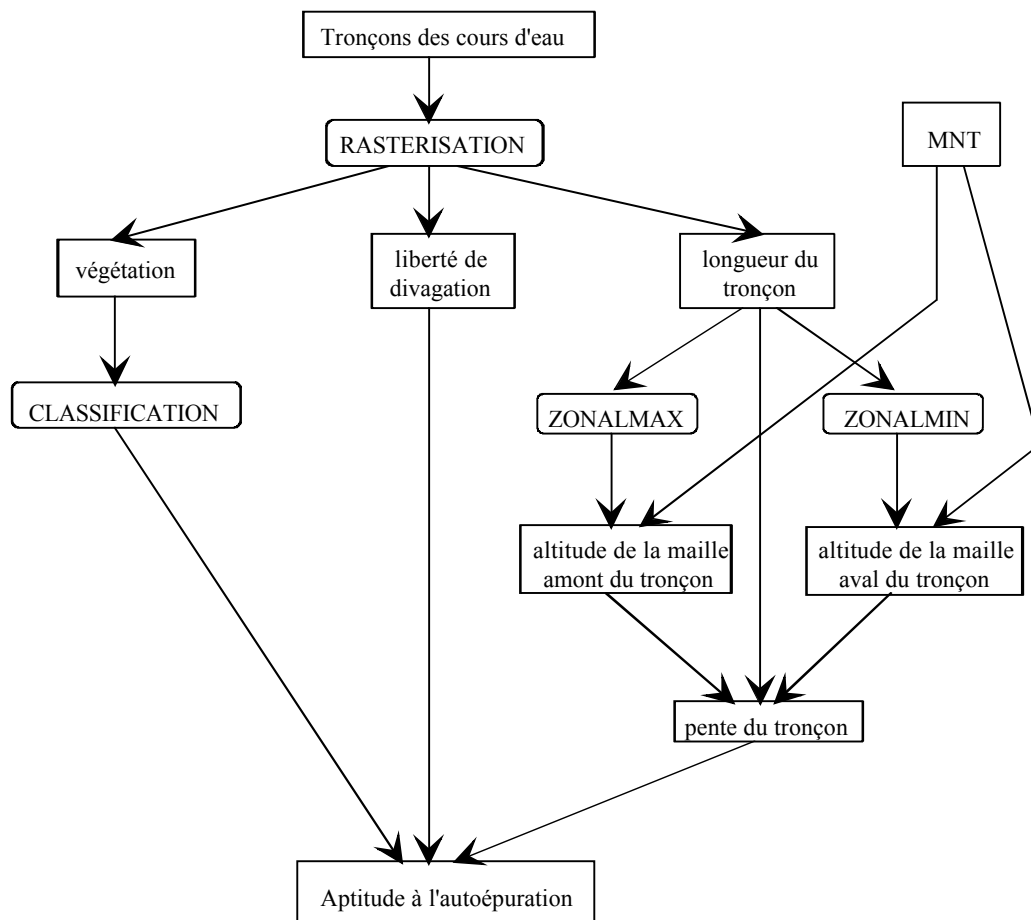 Tronçons des cours d'eau
RASTERISATION
MNT
végétation
liberté de
divagation
longueur du
tronçon
CLASSIFICATION
ZONALMAX
ZONALMIN
altitude de la maille
amont du tronçon
altitude de la maille
aval du tronçon
pente du tronçon
Aptitude à l'autoépuration